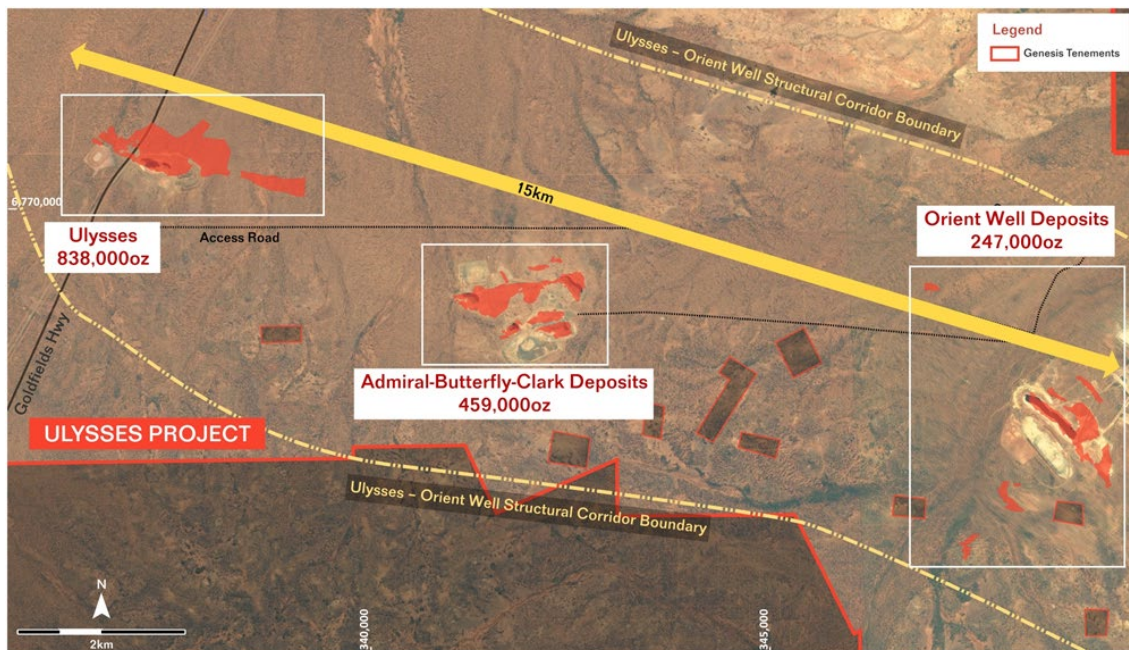 Legend
Genesis Tenements
Ulysses – Orient Well Structural Corridor Boundary
15km
6,770,000
Ulysses
838,000oz
Access Road
Orient Well Deposits
247,000oz
Goldfields Hwy
Admiral-Butterfly-Clark Deposits
459,000oz
ULYSSES PROJECT
Ulysses – Orient Well Structural Corridor Boundary
N
2km
340,000
345,000